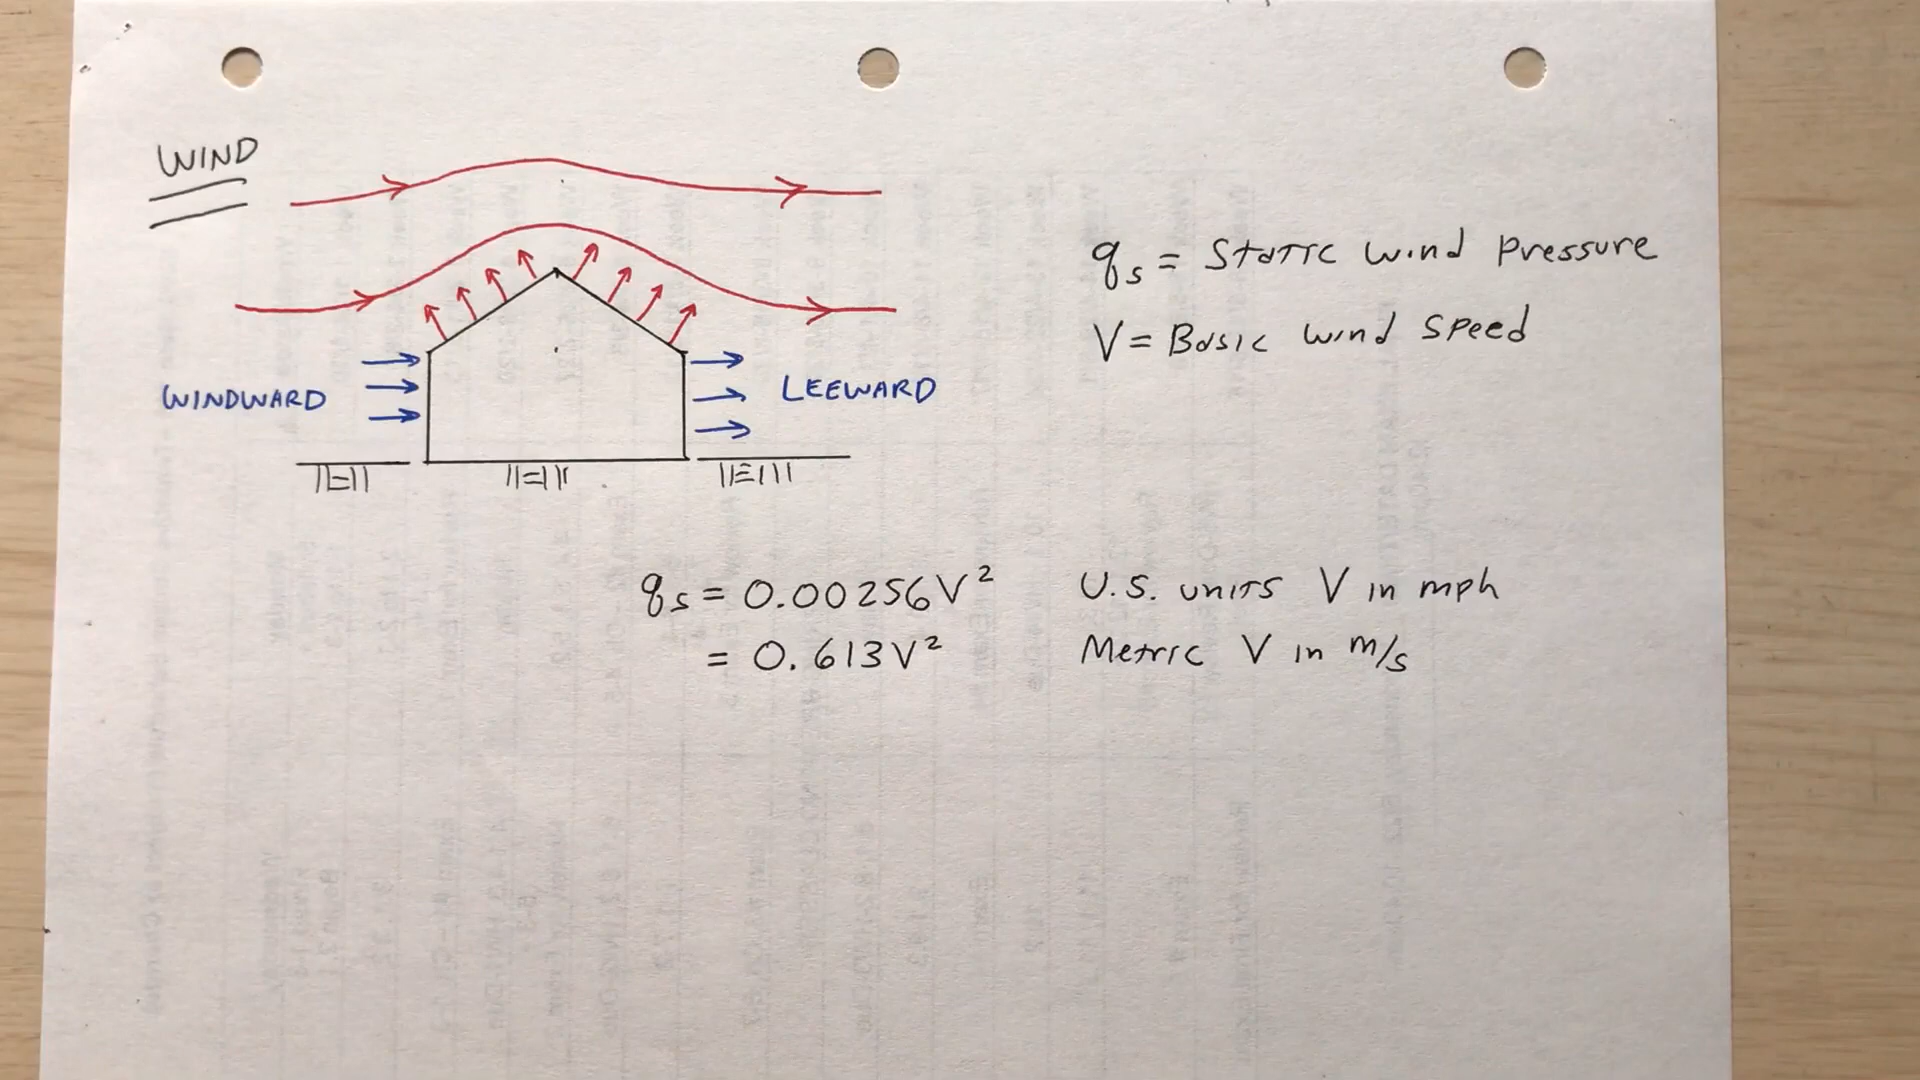 WIND
qs = Static wind pressure
V = Basic wind speed
WINDWARD
LEEWARD
qs = 0.00256V² U.S. units V in mph
= 0.613V² Metric V in m/s